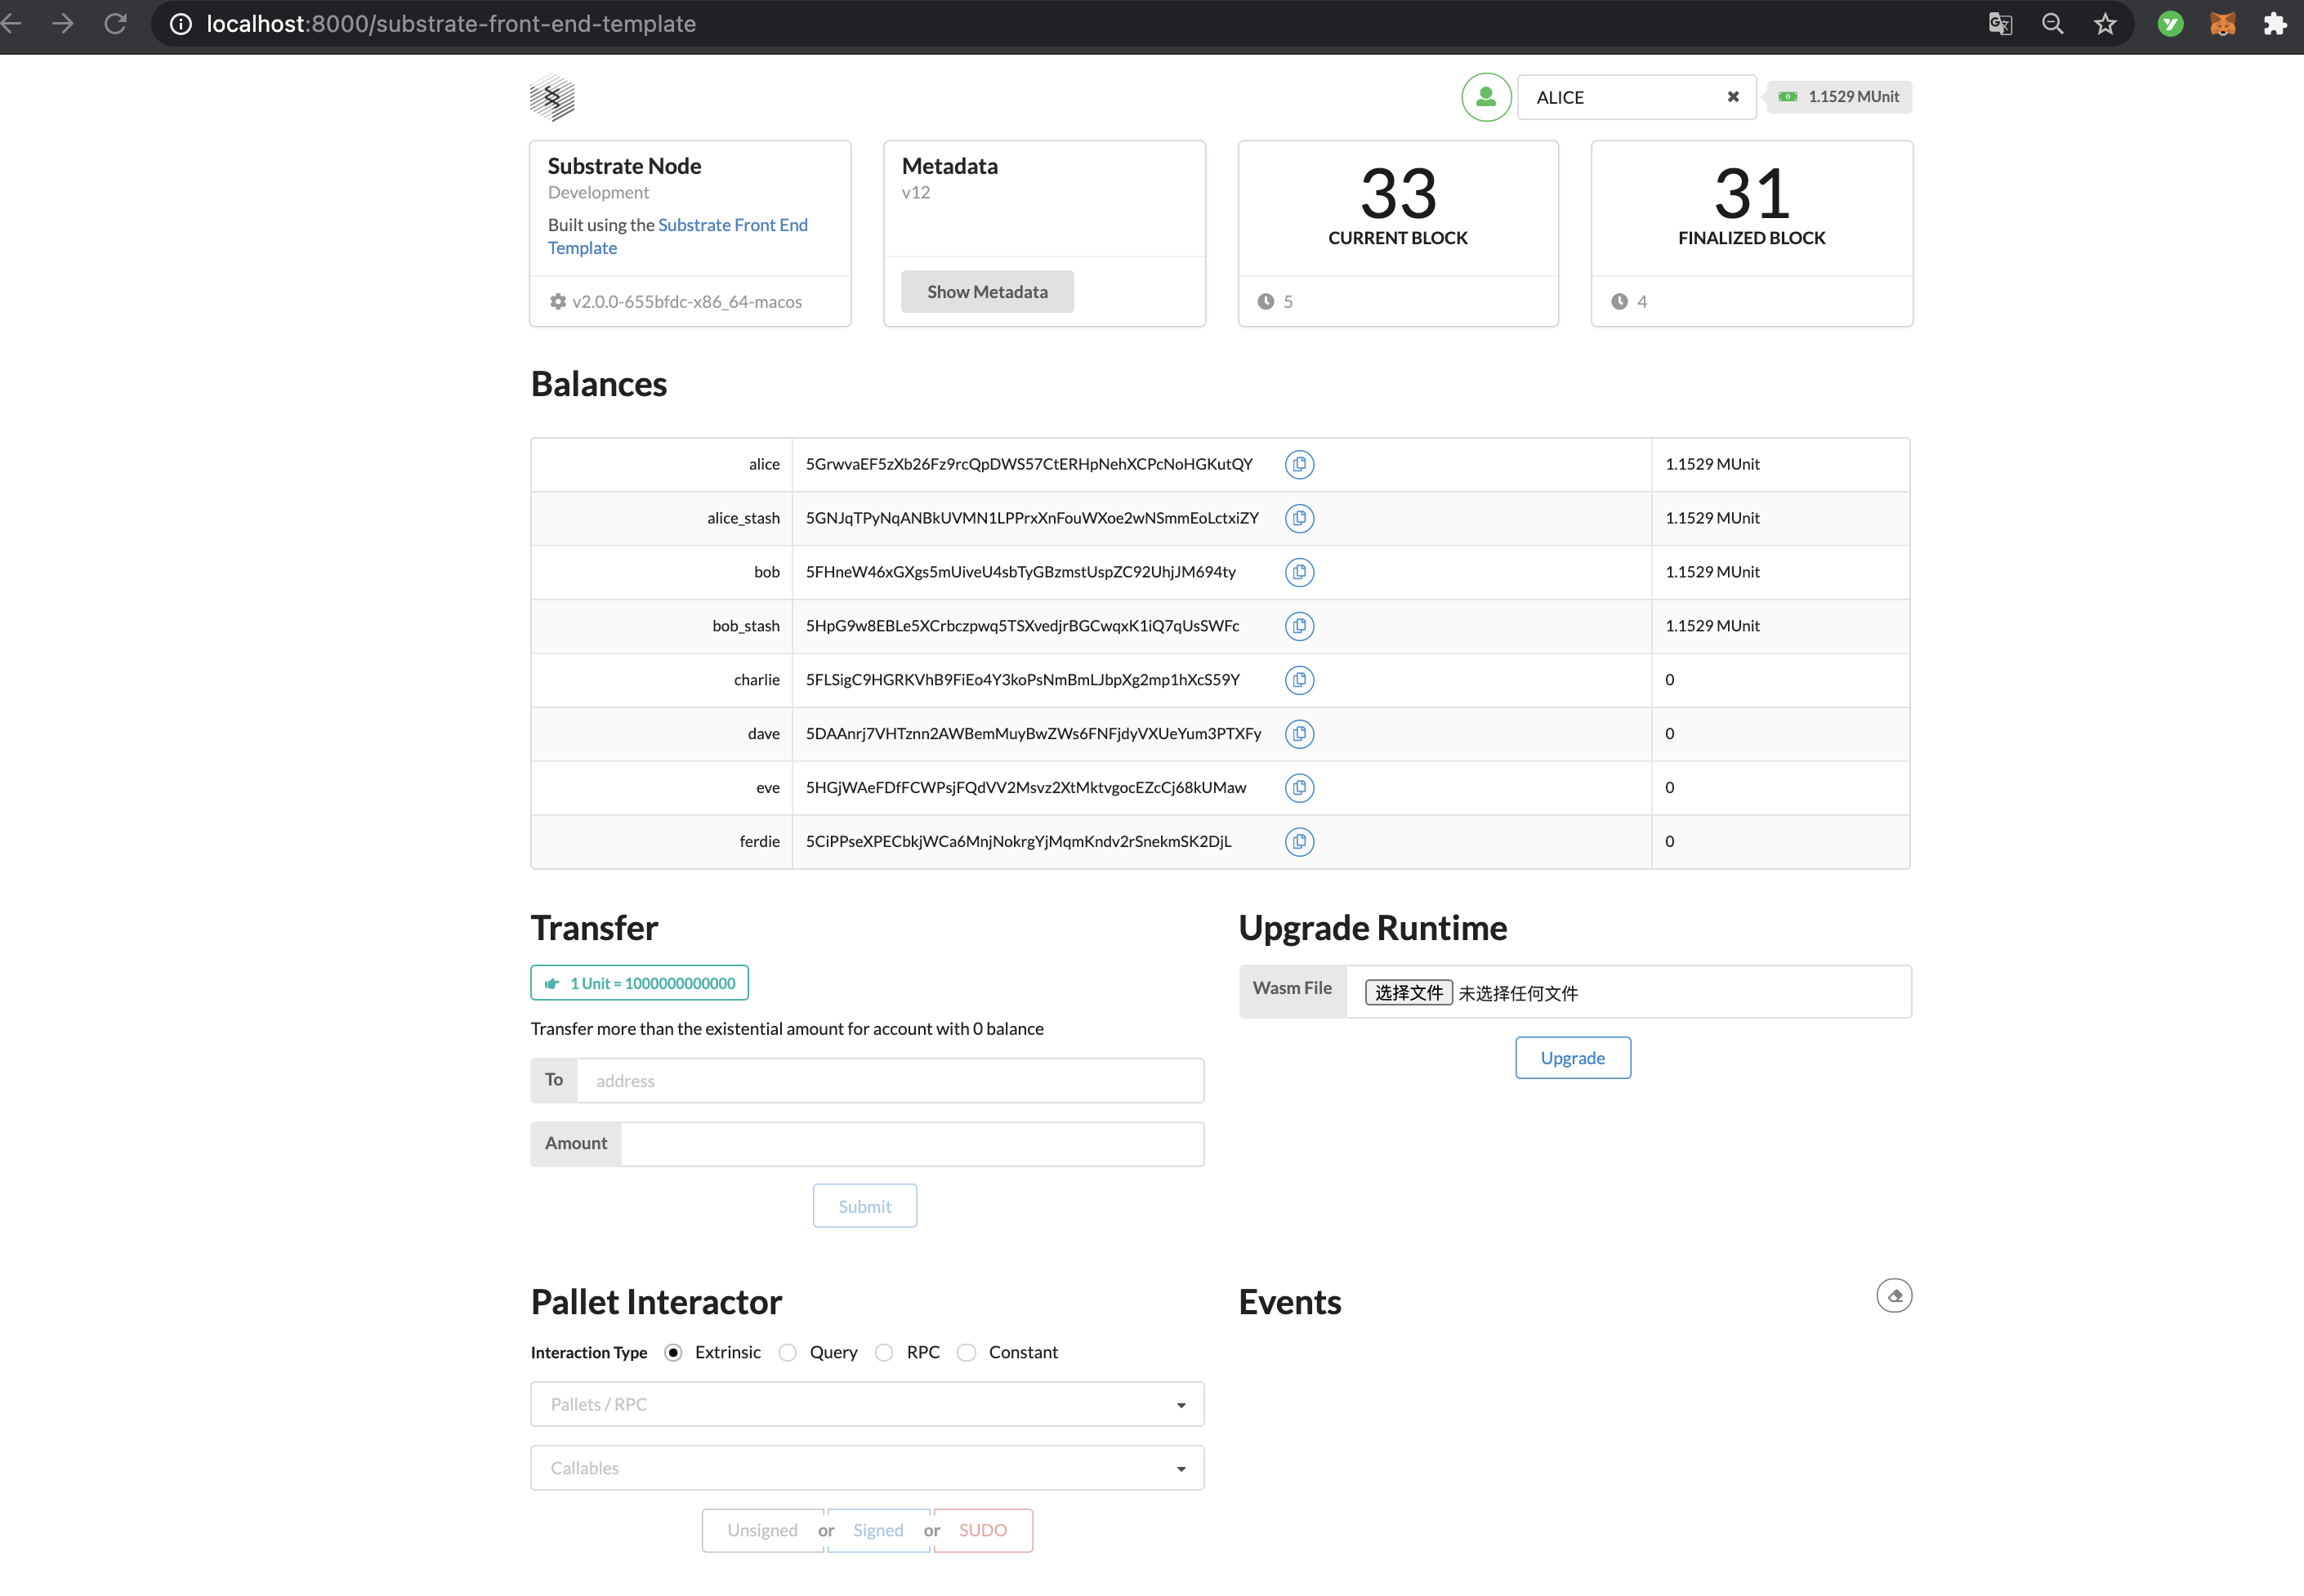 localhost:8000/substrate-front-end-template
ALICE
1.1529 MUnit
Substrate Node
Development
Built using the Substrate Front End
Template
v2.0.0-655bfdc-x86_64-macos
Metadata
v12
Show Metadata
33
CURRENT BLOCK
5
31
FINALIZED BLOCK
4
Balances
alice 5GrwvaEF5zXb26Fz9rcQpDWS57CtERHpNehXCPcNoHGKutQY 1.1529 MUnit
alice_stash 5GNJqTPyNqANBkUVMN1LPPrxXnFouWXoe2wNSmmEoLctxiZY 1.1529 MUnit
bob 5FHneW46xGXgs5mUiveU4sbTyGBzmstUspZC92UhjJM694ty 1.1529 MUnit
bob_stash 5HpG9w8EBLe5XCrbczpwq5TSXvedjrBGCwqxK1iQ7qUsSWFc 1.1529 MUnit
charlie 5FLSigC9HGRKVhB9FiEo4Y3koPsNmBmLJbpXg2mp1hXcS59Y 0
dave 5DAAnrj7VHTznn2AWBemMuyBwZWs6FNFjdyVXUeYum3PTXFy 0
eve 5HGjWAeFDfFCWPsjFQdVV2Msvz2XtMktvgocEZcCj68kUMaw 0
ferdie 5CiPPseXPECbkjWCa6MnjNokrgYjMqmKndv2rSnekmSK2DjL 0
Transfer
1 Unit = 1000000000000
Transfer more than the existential amount for account with 0 balance
To address
Amount
Submit
Upgrade Runtime
Wasm File 选择文件 未选择任何文件
Upgrade
Pallet Interactor
Interaction Type Extrinsic Query RPC Constant
Pallets / RPC
Callables
Unsigned or Signed or SUDO
Events